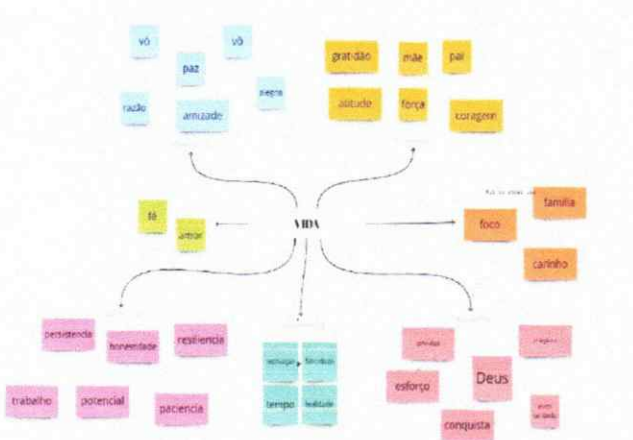 vó
vô
paz
alegria
razão
amizade
gratidão
mãe
pai
atitude
força
coragem
fé
amor
VIDA
família
foco
carinho
persistencia
honestidade
resiliencia
trabalho
potencial
paciencia
tempo
esforço
Deus
conquista